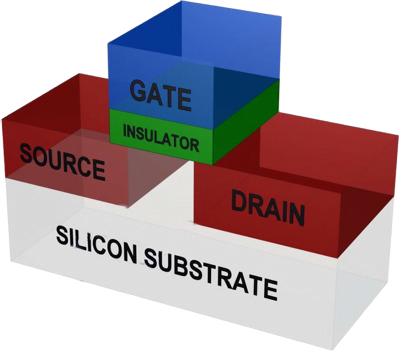 GATE
INSULATOR
SOURCE
DRAIN
SILICON SUBSTRATE